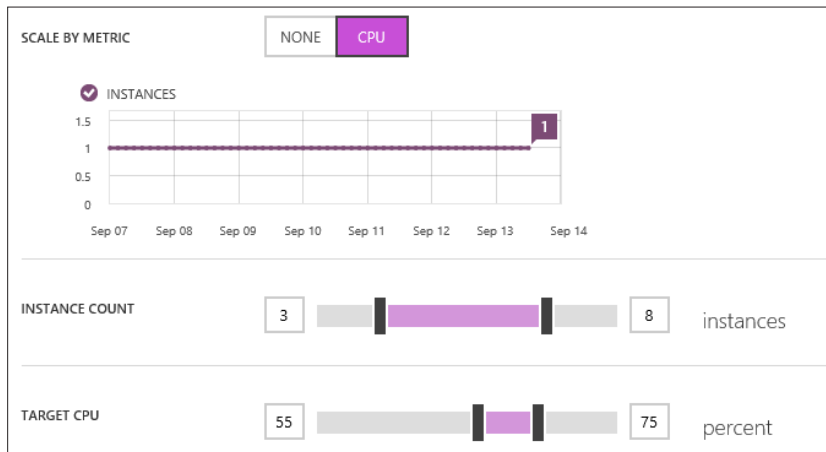 SCALE BY METRIC NONE CPU
INSTANCES
1.5
1
1
0.5
0
Sep 07 Sep 08 Sep 09 Sep 10 Sep 11 Sep 12 Sep 13 Sep 14
INSTANCE COUNT 3 8 instances
TARGET CPU 55 75 percent